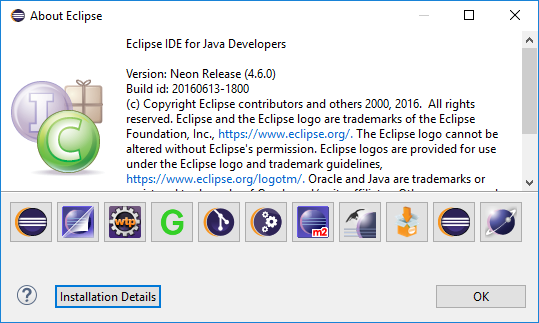 About Eclipse
Eclipse IDE for Java Developers
Version: Neon Release (4.6.0)
Build id: 20160613-1800
(c) Copyright Eclipse contributors and others 2000, 2016.  All rights
reserved. Eclipse and the Eclipse logo are trademarks of the Eclipse
Foundation, Inc., https://www.eclipse.org/. The Eclipse logo cannot be
altered without Eclipse's permission. Eclipse logos are provided for use
under the Eclipse logo and trademark guidelines,
https://www.eclipse.org/logotm/. Oracle and Java are trademarks or
I
C
wtp
G
m2
?
Installation Details
OK